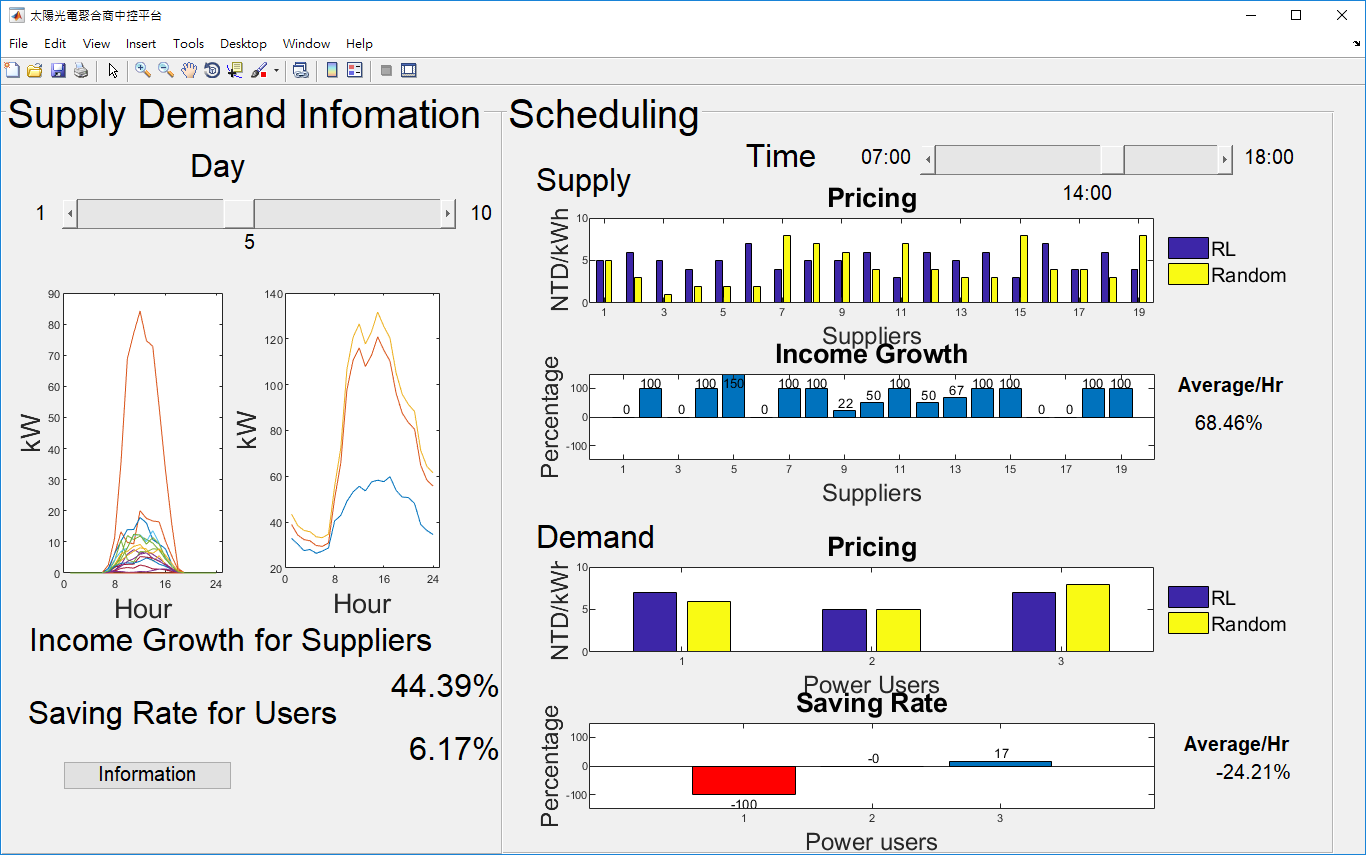 太陽光電聚合商中控平台
File Edit View Insert Tools Desktop Window Help
Supply Demand Infomation
Day
1 10
5
kW
90
80
70
60
50
40
30
20
10
0
0 8 16 24
Hour
kW
140
120
100
80
60
40
20
0 8 16 24
Hour
Income Growth for Suppliers
44.39%
Saving Rate for Users
6.17%
Information
Scheduling
Time 07:00 18:00
14:00
Supply
Pricing
NTD/kWh
10
5
0
1 3 5 7 9 11 13 15 17 19
Suppliers
RL
Random
Income Growth
Percentage
100
0
-100
0 100 0 100 150 0 100 100 22 50 100 50 67 100 100 0 0 100 100
1 3 5 7 9 11 13 15 17 19
Suppliers
Average/Hr
68.46%
Demand
Pricing
NTD/kWh
10
5
0
1 2 3
Power Users
RL
Random
Saving Rate
Percentage
100
0
-100
-100 -0 17
1 2 3
Power users
Average/Hr
-24.21%